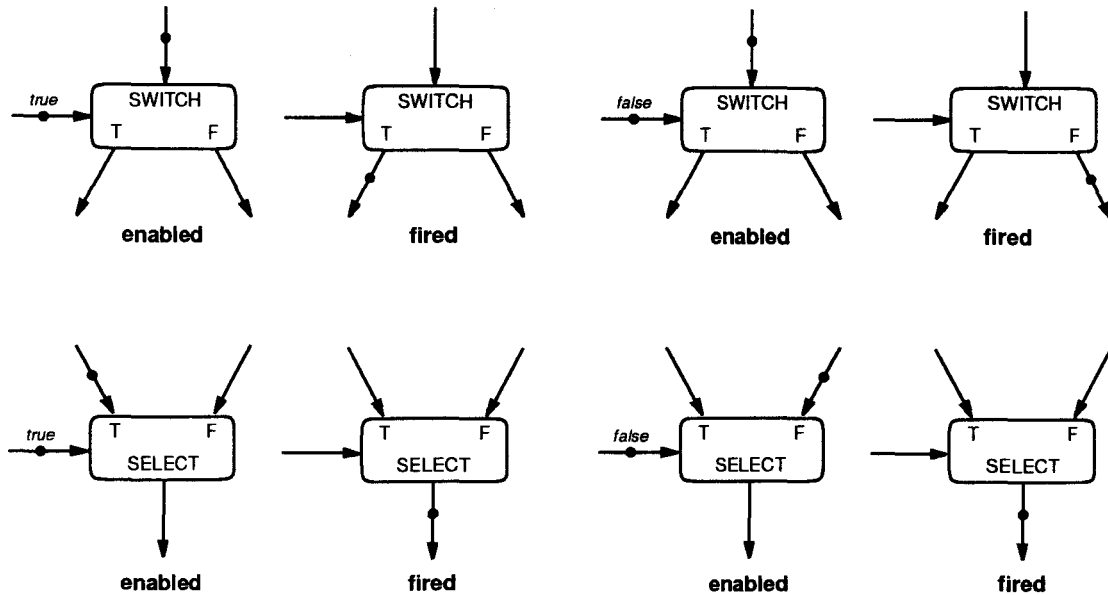 true
SWITCH
T F
enabled
SWITCH
T F
fired
false
SWITCH
T F
enabled
SWITCH
T F
fired
true
T F
SELECT
enabled
T F
SELECT
fired
false
T F
SELECT
enabled
T F
SELECT
fired